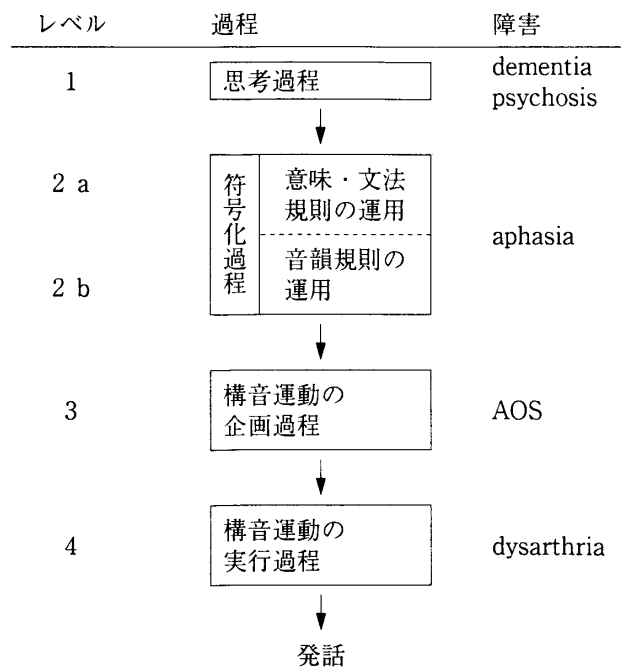 レベル 過程 障害
1 思考過程 dementia
psychosis
2 a 符号化過程 意味・文法
規則の運用
aphasia
2 b 音韻規則の
運用
3 構音運動の
企画過程 AOS
4 構音運動の
実行過程 dysarthria
発話